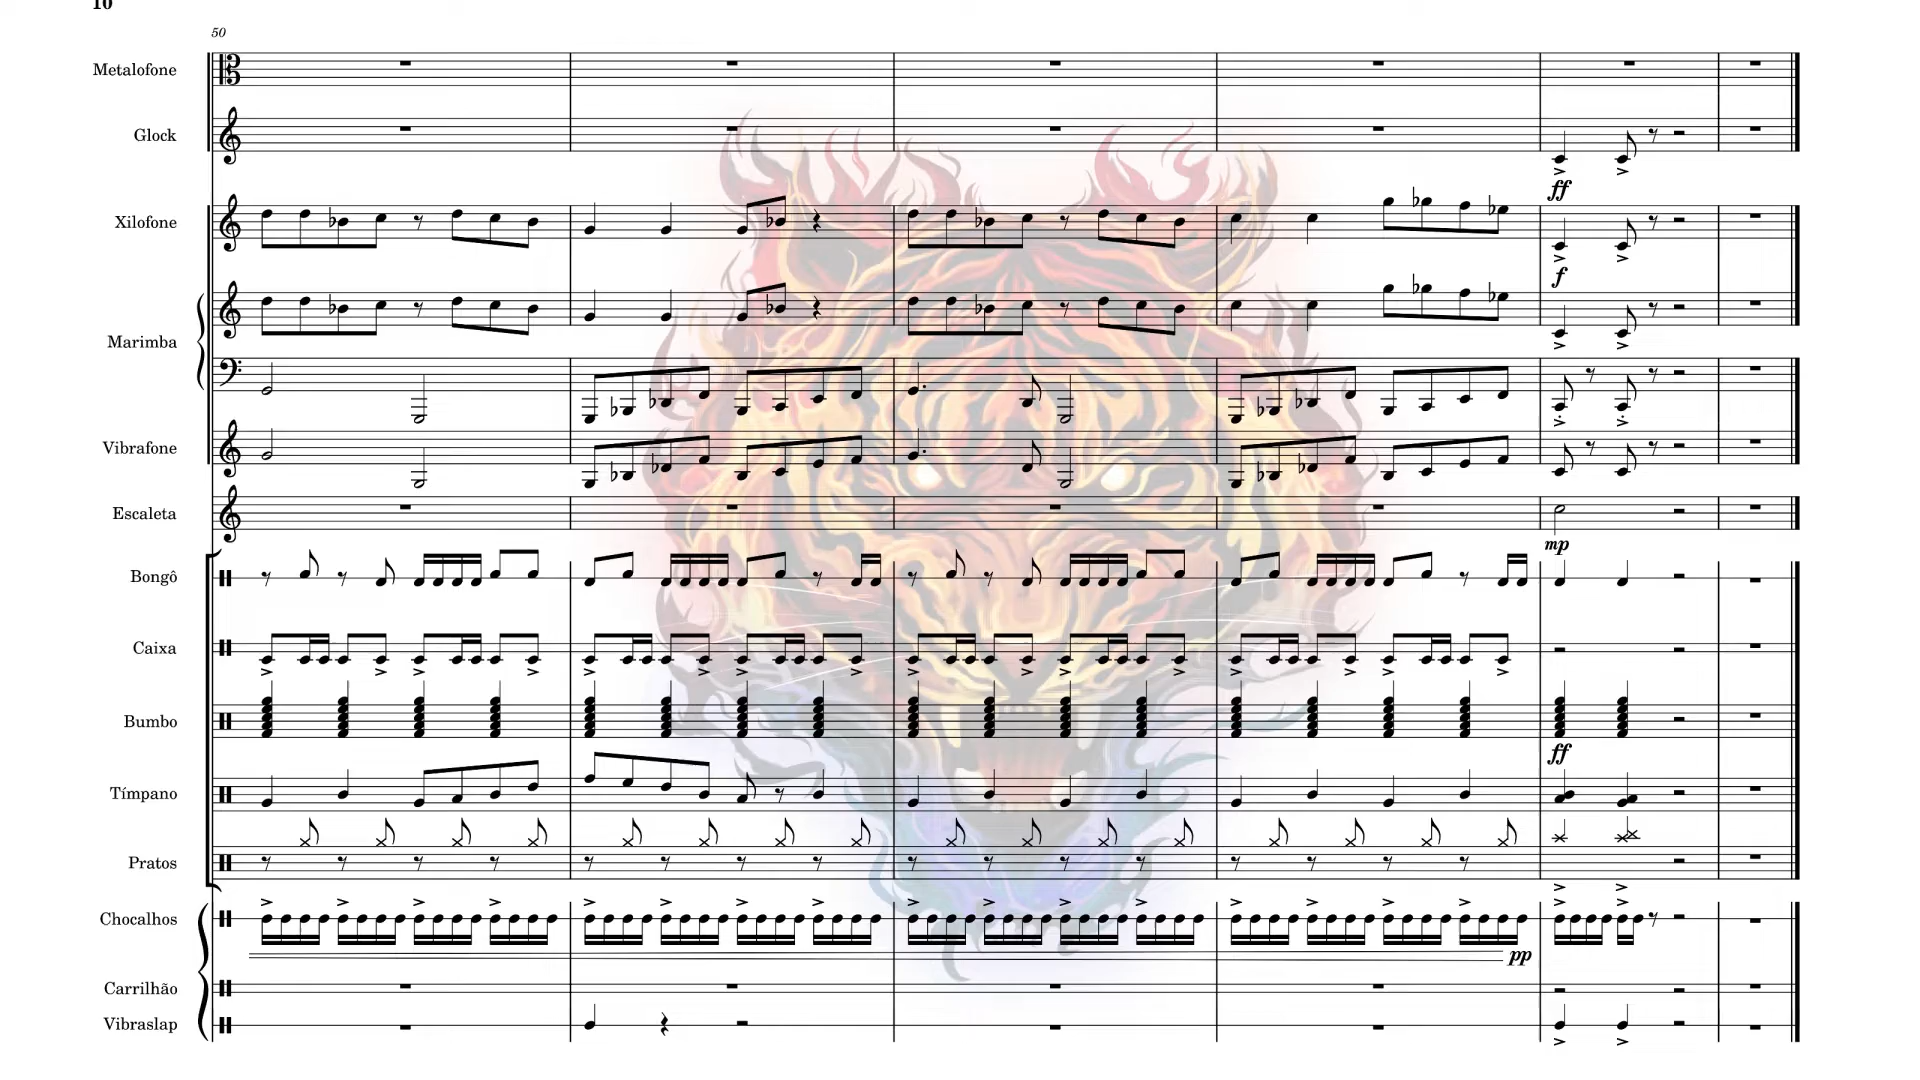 10
50
Metalofone
Glock
ff
Xilofone
f
Marimba
Vibrafone
Escaleta
mp
Bongô
Caixa
Bumbo
ff
Tímpano
Pratos
Chocalhos
pp
Carrilhão
Vibraslap